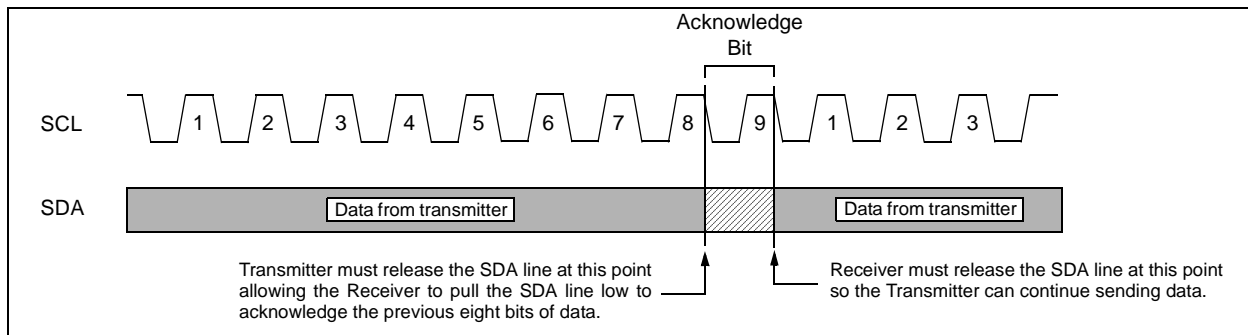 Acknowledge
Bit
SCL
1 2 3 4 5 6 7 8 9 1 2 3
SDA
Data from transmitter
Data from transmitter
Transmitter must release the SDA line at this point
allowing the Receiver to pull the SDA line low to
acknowledge the previous eight bits of data.
Receiver must release the SDA line at this point
so the Transmitter can continue sending data.